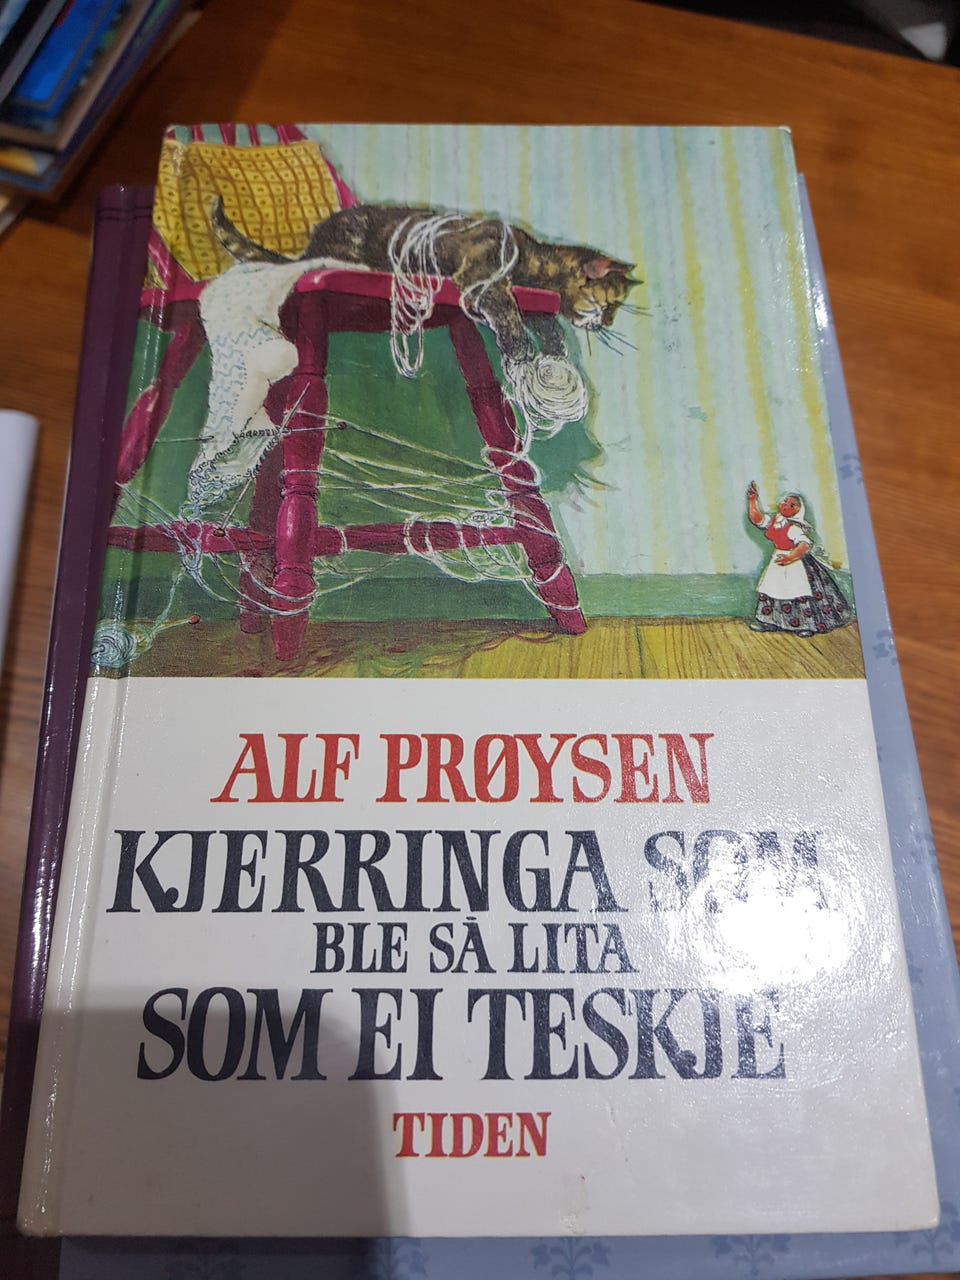 ALF PRØYSEN
KJERRINGA SOM
BLE SÅ LITA
SOM EI TESKJE
TIDEN